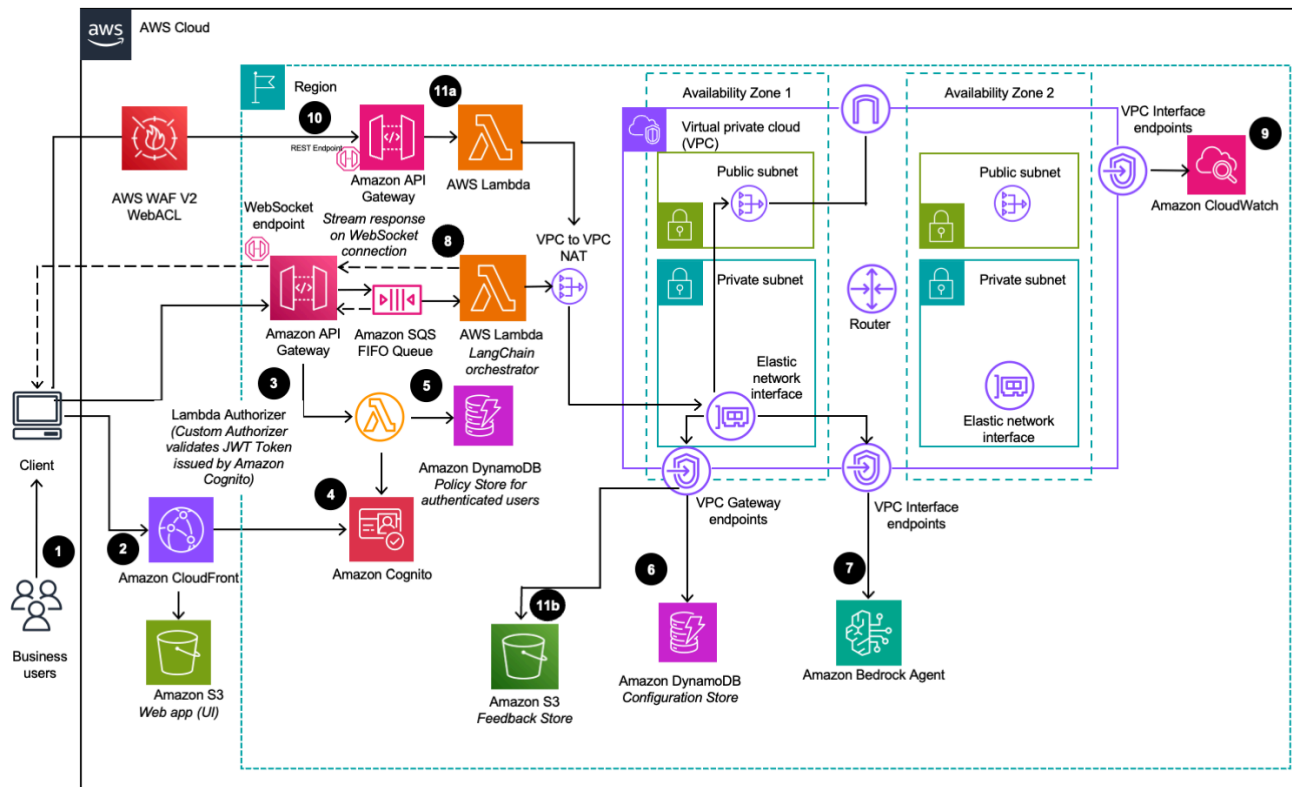 aws
AWS Cloud
Region
10
REST Endpoint
11a
Amazon API
Gateway
AWS Lambda
AWS WAF V2
WebACL
WebSocket
endpoint
Stream response
on WebSocket
connection
8
VPC to VPC
NAT
Amazon API
Gateway
Amazon SQS
FIFO Queue
AWS Lambda
LangChain
orchestrator
Availability Zone 1
Virtual private cloud
(VPC)
Public subnet
Private subnet
Elastic
network
interface
Router
Availability Zone 2
Public subnet
Private subnet
Elastic network
interface
VPC Interface
endpoints
9
Amazon CloudWatch
3
5
Lambda Authorizer
(Custom Authorizer
validates JWT Token
issued by Amazon
Cognito)
Amazon DynamoDB
Policy Store for
authenticated users
4
Amazon Cognito
Client
1
2
Amazon CloudFront
Business
users
Amazon S3
Web app (UI)
VPC Gateway
endpoints
VPC Interface
endpoints
11b
6
7
Amazon S3
Feedback Store
Amazon DynamoDB
Configuration Store
Amazon Bedrock Agent